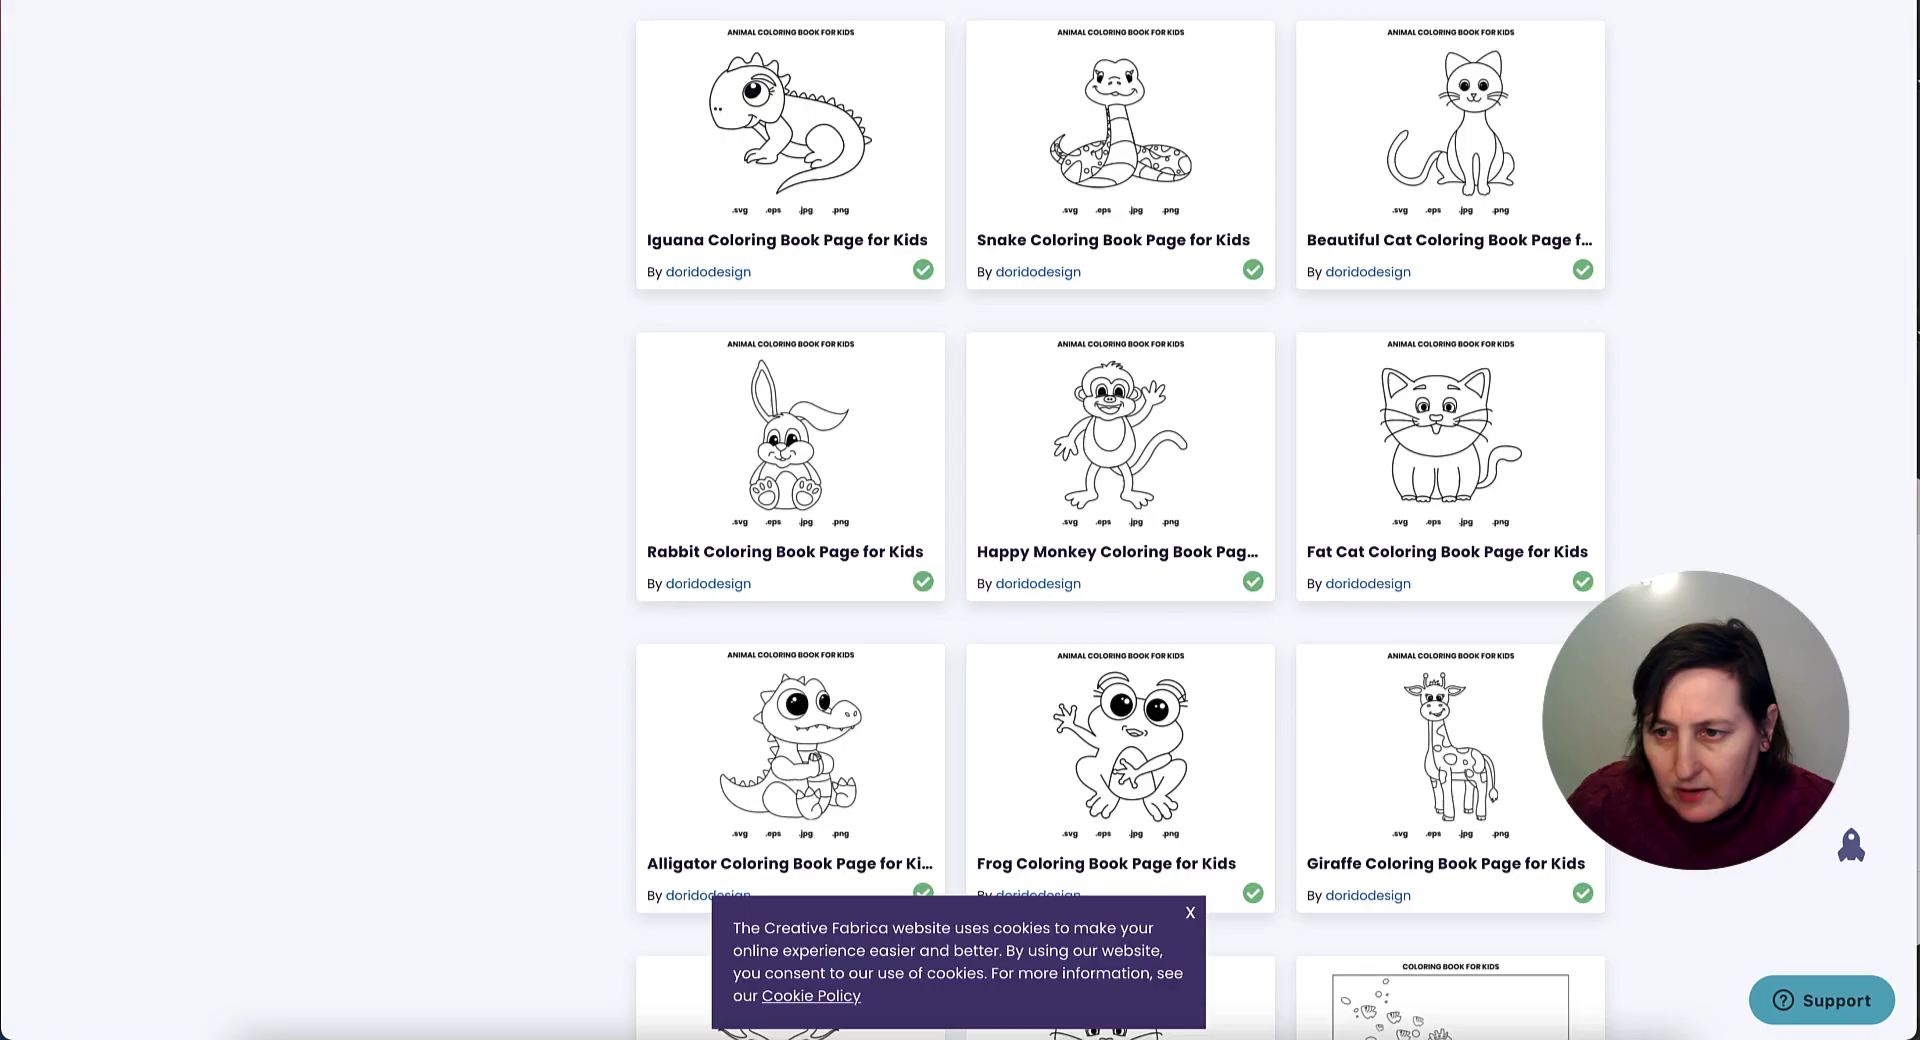 ANIMAL COLORING BOOK FOR KIDS
.svg .eps .jpg .png
Iguana Coloring Book Page for Kids
By doridodesign
ANIMAL COLORING BOOK FOR KIDS
.svg .eps .jpg .png
Snake Coloring Book Page for Kids
By doridodesign
ANIMAL COLORING BOOK FOR KIDS
.svg .eps .jpg .png
Beautiful Cat Coloring Book Page f...
By doridodesign
ANIMAL COLORING BOOK FOR KIDS
.svg .eps .jpg .png
Rabbit Coloring Book Page for Kids
By doridodesign
ANIMAL COLORING BOOK FOR KIDS
.svg .eps .jpg .png
Happy Monkey Coloring Book Pag...
By doridodesign
ANIMAL COLORING BOOK FOR KIDS
.svg .eps .jpg .png
Fat Cat Coloring Book Page for Kids
By doridodesign
ANIMAL COLORING BOOK FOR KIDS
.svg .eps .jpg .png
Alligator Coloring Book Page for Ki...
By doridodesign
ANIMAL COLORING BOOK FOR KIDS
.svg .eps .jpg .png
Frog Coloring Book Page for Kids
By doridodesign
ANIMAL COLORING BOOK FOR KIDS
.svg .eps .jpg .png
Giraffe Coloring Book Page for Kids
By doridodesign
X
The Creative Fabrica website uses cookies to make your
online experience easier and better. By using our website,
you consent to our use of cookies. For more information, see
our Cookie Policy
COLORING BOOK FOR KIDS
? Support